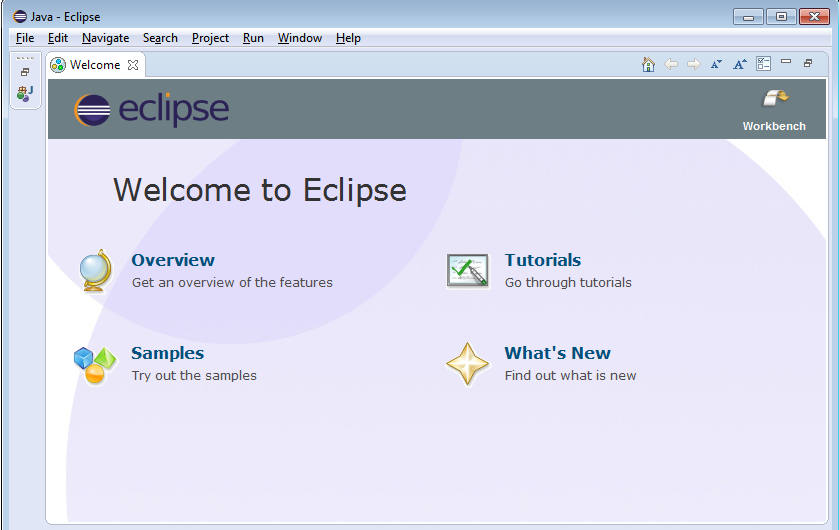 Java - Eclipse
File Edit Navigate Search Project Run Window Help
Welcome
J
A A
eclipse
Workbench
Welcome to Eclipse
Overview
Get an overview of the features
Tutorials
Go through tutorials
Samples
Try out the samples
What's New
Find out what is new